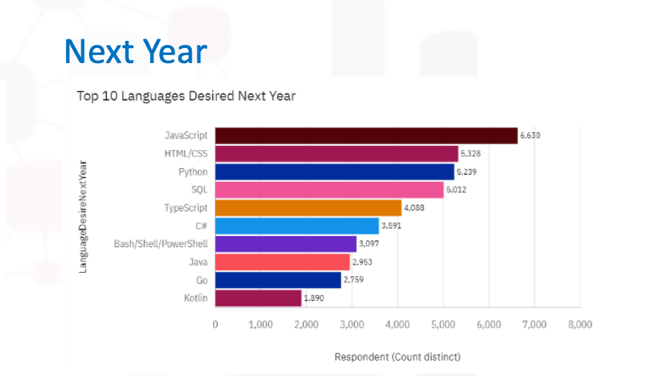 Next Year
Top 10 Languages Desired Next Year
LanguageDesireNextYear
JavaScript 6,630
HTML/CSS 5,328
Python 5,239
SQL 5,012
TypeScript 4,088
C# 3,591
Bash/Shell/PowerShell 3,097
Java 2,953
Go 2,759
Kotlin 1,890
0 1,000 2,000 3,000 4,000 5,000 6,000 7,000 8,000
Respondent (Count distinct)